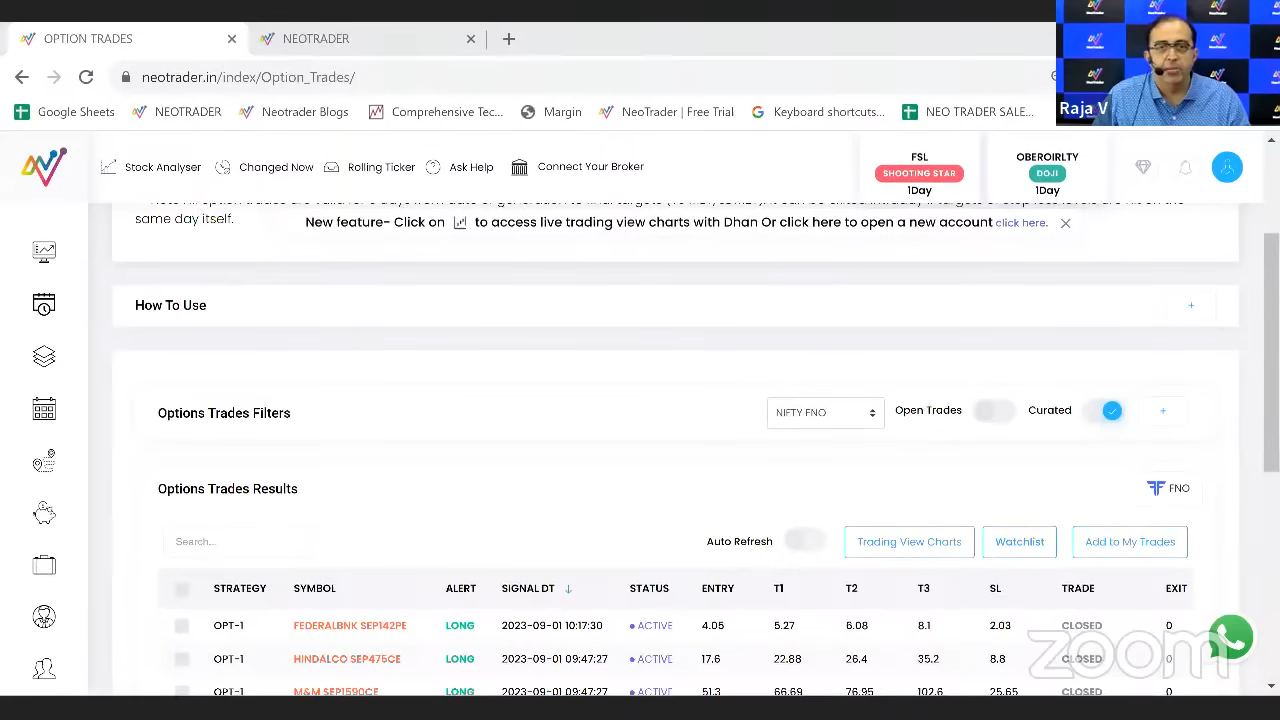 OPTION TRADES
NEOTRADER
neotrader.in/index/Option_Trades/
Google Sheets
NEOTRADER
Neotrader Blogs
omprehensive Tec...
Margi
NeoTrader | Free Trial
Keyboard shortcuts...
NEO TRADER SALE...
Raja V
Stock Analyser
Changed Now
Rolling Ticker
Ask Help
Connect Your Broker
FSL
SHOOTING STAR
1Day
OBEROIRLTY
DOJI
1Day
same day itself.
New feature- Click on to access live trading view charts with Dhan Or click here to open a new account click here.
How To Use +
Options Trades Filters
NIFTY FNO
Open Trades
Curated
+
Options Trades Results
FNO
Search...
Auto Refresh
Trading View Charts
Watchlist
Add to My Trades
STRATEGY SYMBOL ALERT SIGNAL DT ↓ STATUS ENTRY T1 T2 T3 SL TRADE EXIT
OPT-1 FEDERALBNK SEP142PE LONG 2023-09-01 10:17:30 ACTIVE 4.05 5.27 6.08 8.1 2.03 CLOSED 0
OPT-1 HINDALCO SEP475CE LONG 2023-09-01 09:47:27 ACTIVE 17.6 22.88 26.4 35.2 8.8 CLOSED 0
OPT-1 M&M SEP1590CE LONG 2023-09-01 09:47:27 ACTIVE 51.3 66.69 76.95 102.6 25.65 CLOSED 0
zoom